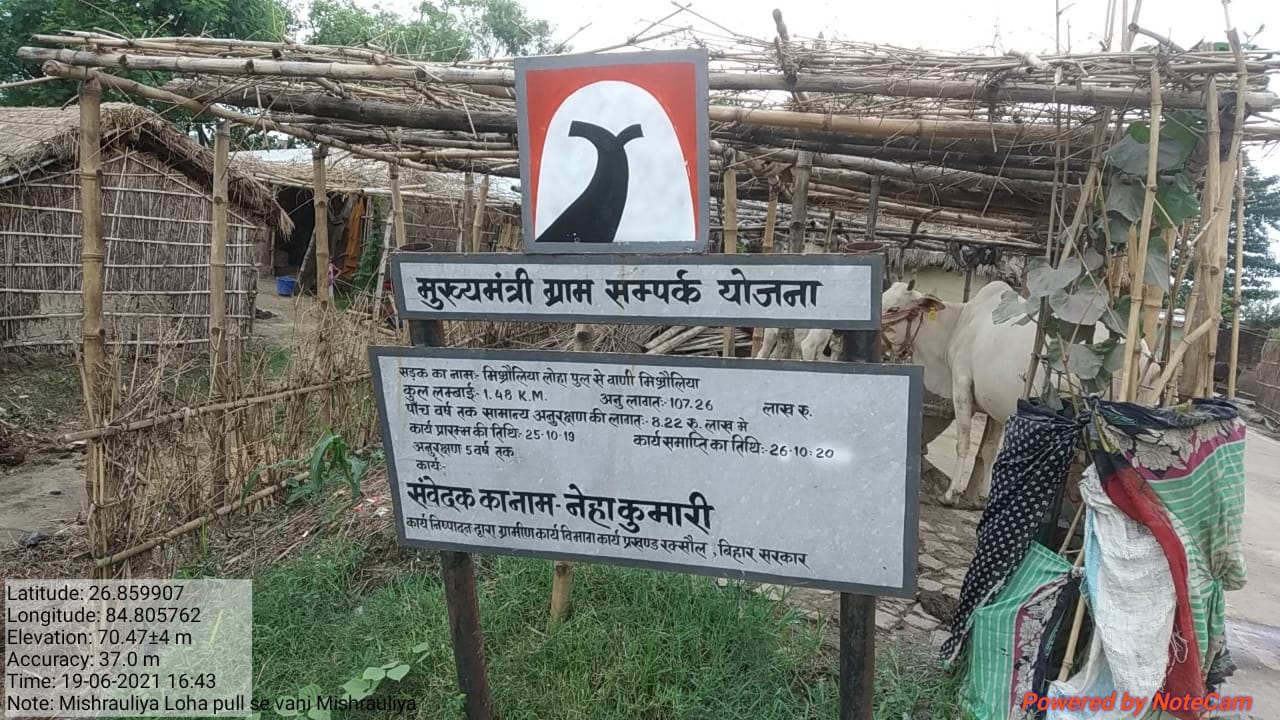 मुख्यमंत्री ग्राम सम्पर्क योजना
सड़क का नाम:- मिश्रौलिया लोहा पुल से वाणी मिश्रौलिया
कुल लम्बाई:- 1.48 K.M. अनु लागत:- 107.26 लाख रु.
पाँच वर्ष तक सामान्य अनुरक्षण की लागत:- 8.22 रु. लाख मे
कार्य प्रारम्भ की तिथि:- 25-10-19 कार्य समाप्ति का तिथि:- 26-10-20
अनुरक्षण 5 वर्ष तक
कार्य:-
संवेदक का नाम- नेहा कुमारी
कार्य निष्पादन द्वारा ग्रामीण कार्य विभाग कार्य प्रखण्ड रक्सौल , बिहार सरकार
Latitude: 26.859907
Longitude: 84.805762
Elevation: 70.47±4 m
Accuracy: 37.0 m
Time: 19-06-2021 16:43
Note: Mishrauliya Loha pull se vanj Mishrauliya
Powered by NoteCam